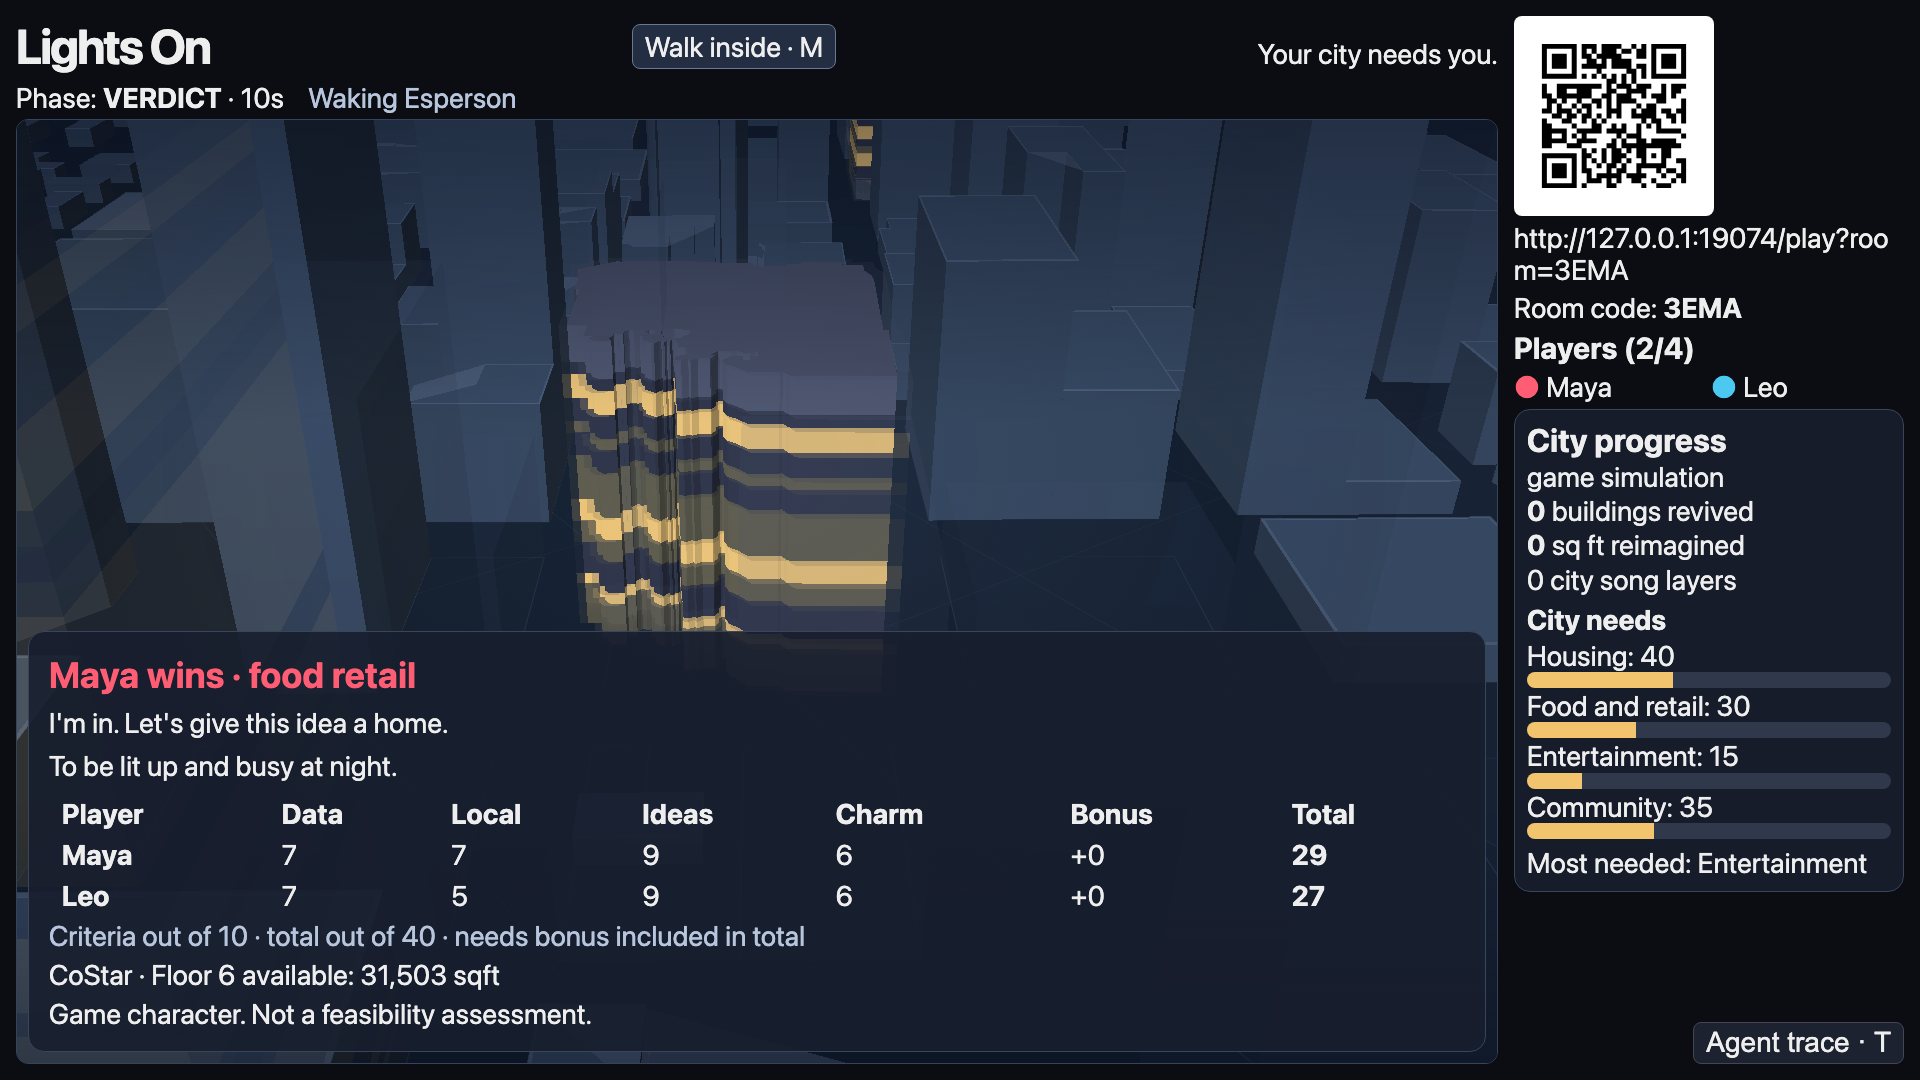 Lights On
Walk inside · M
Your city needs you.
Phase: VERDICT · 10s Waking Esperson
http://127.0.0.1:19074/play?roo
m=3EMA
Room code: 3EMA
Players (2/4)
Maya Leo
City progress
game simulation
0 buildings revived
0 sq ft reimagined
0 city song layers
City needs
Housing: 40
Food and retail: 30
Entertainment: 15
Community: 35
Most needed: Entertainment
Maya wins · food retail
I'm in. Let's give this idea a home.
To be lit up and busy at night.
Player Data Local Ideas Charm Bonus Total
Maya 7 7 9 6 +0 29
Leo 7 5 9 6 +0 27
Criteria out of 10 · total out of 40 · needs bonus included in total
CoStar · Floor 6 available: 31,503 sqft
Game character. Not a feasibility assessment.
Agent trace · T